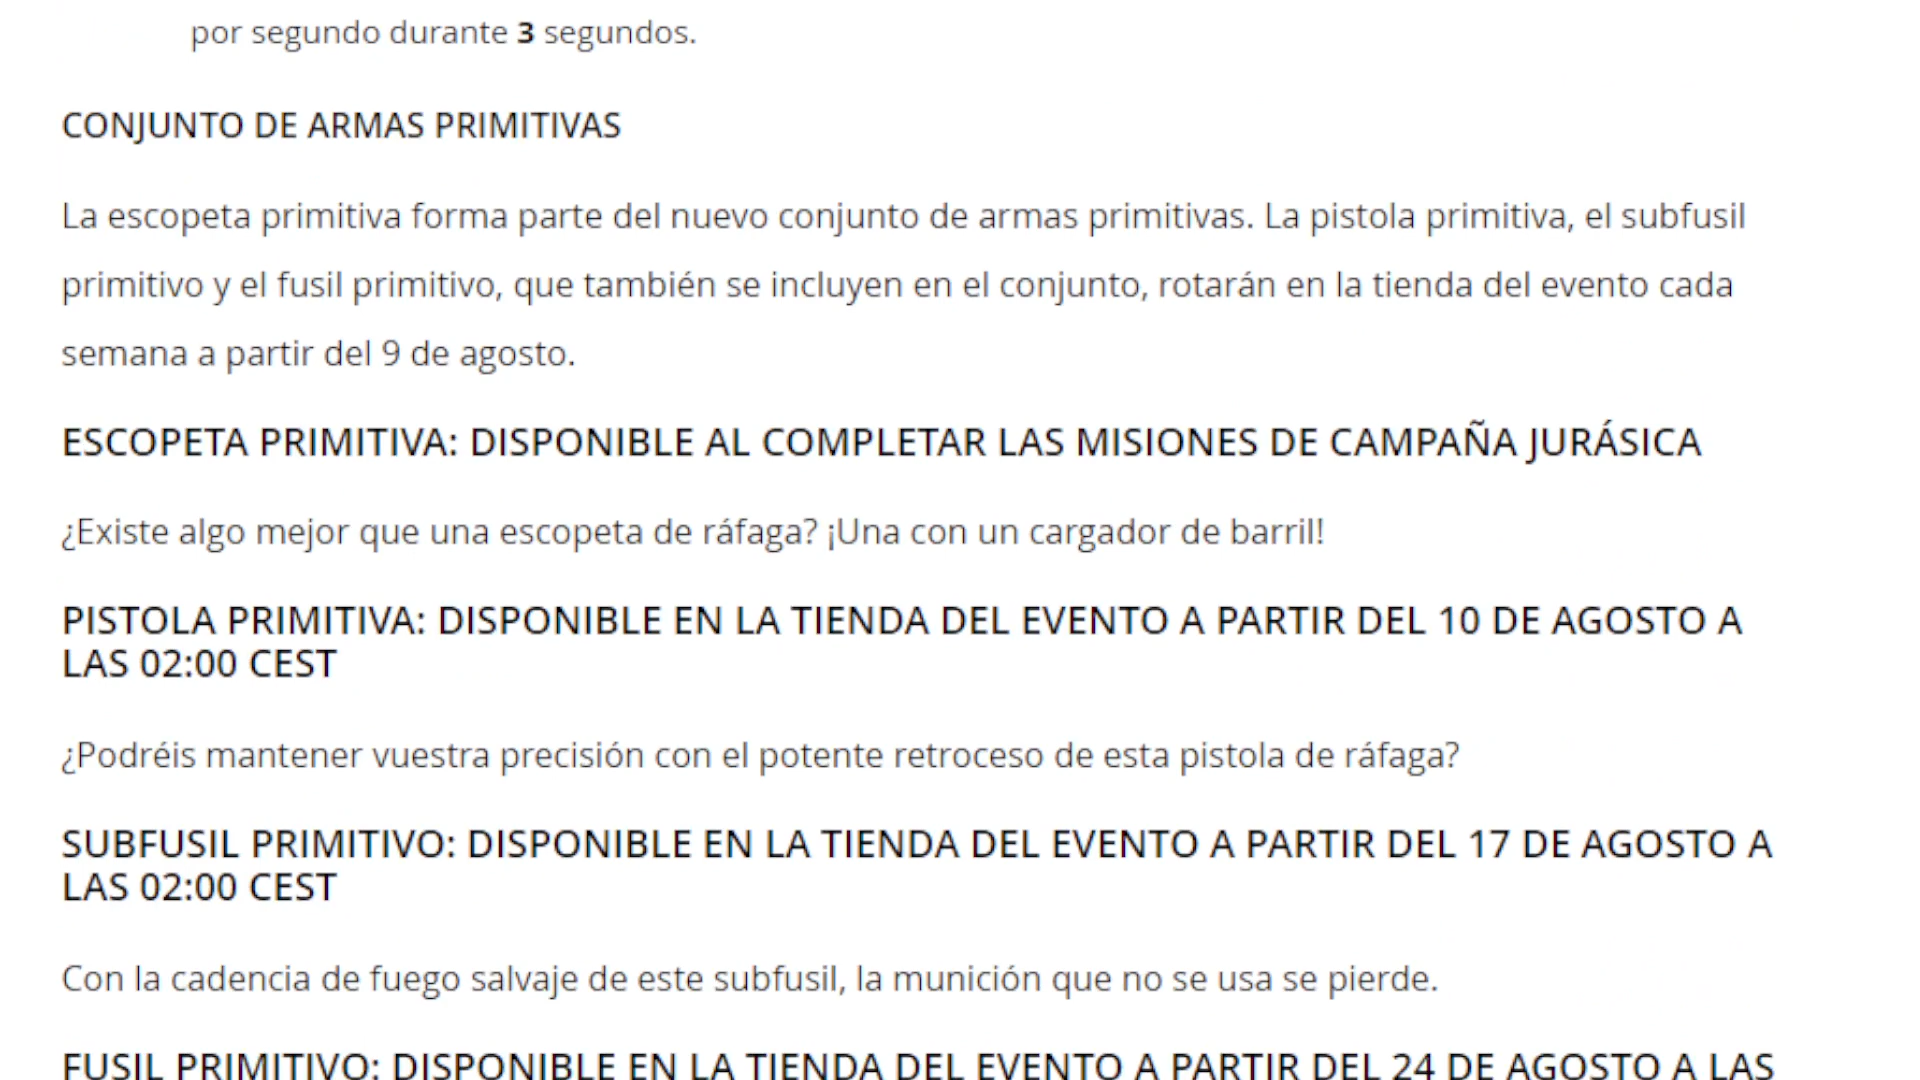 por segundo durante 3 segundos.
CONJUNTO DE ARMAS PRIMITIVAS
La escopeta primitiva forma parte del nuevo conjunto de armas primitivas. La pistola primitiva, el subfusil
primitivo y el fusil primitivo, que también se incluyen en el conjunto, rotarán en la tienda del evento cada
semana a partir del 9 de agosto.
ESCOPETA PRIMITIVA: DISPONIBLE AL COMPLETAR LAS MISIONES DE CAMPAÑA JURÁSICA
¿Existe algo mejor que una escopeta de ráfaga? ¡Una con un cargador de barril!
PISTOLA PRIMITIVA: DISPONIBLE EN LA TIENDA DEL EVENTO A PARTIR DEL 10 DE AGOSTO A
LAS 02:00 CEST
¿Podréis mantener vuestra precisión con el potente retroceso de esta pistola de ráfaga?
SUBFUSIL PRIMITIVO: DISPONIBLE EN LA TIENDA DEL EVENTO A PARTIR DEL 17 DE AGOSTO A
LAS 02:00 CEST
Con la cadencia de fuego salvaje de este subfusil, la munición que no se usa se pierde.
FUSIL PRIMITIVO: DISPONIBLE EN LA TIENDA DEL EVENTO A PARTIR DEL 24 DE AGOSTO A LAS